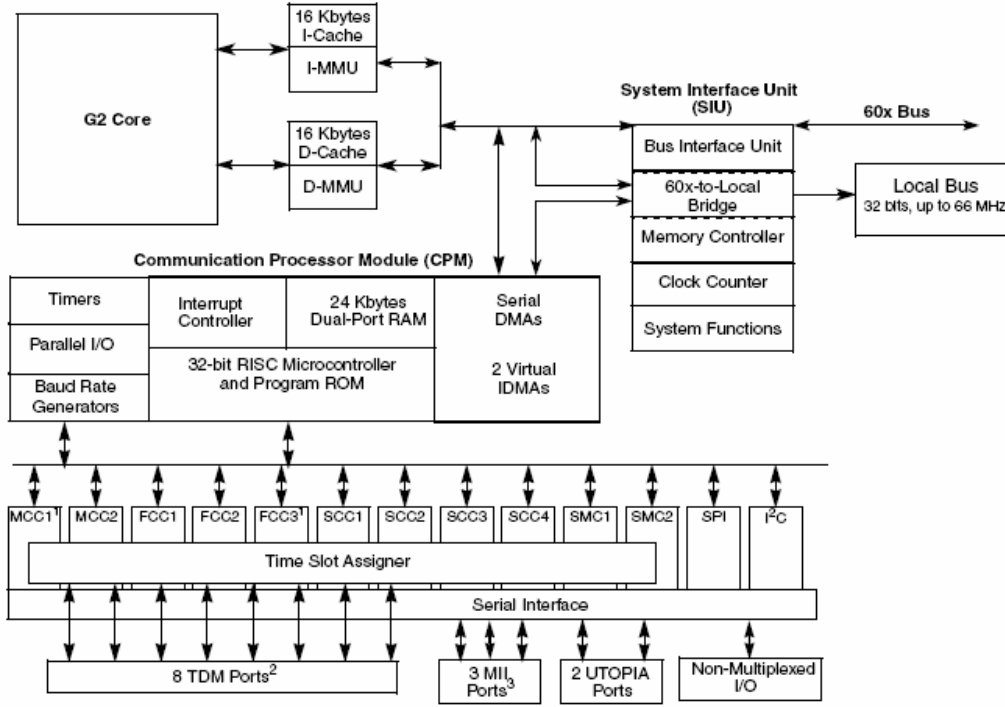 16 Kbytes
I-Cache
I-MMU
G2 Core
16 Kbytes
D-Cache
D-MMU
System Interface Unit
(SIU)
60x Bus
Bus Interface Unit
60x-to-Local
Bridge
Local Bus
32 bits, up to 66 MHz
Memory Controller
Clock Counter
System Functions
Communication Processor Module (CPM)
Timers
Parallel I/O
Baud Rate
Generators
Interrupt
Controller
24 Kbytes
Dual-Port RAM
32-bit RISC Microcontroller
and Program ROM
Serial
DMAs
2 Virtual
IDMAs
MCC1¹ MCC2 FCC1 FCC2 FCC3¹ SCC1 SCC2 SCC3 SCC4 SMC1 SMC2 SPI I²C
Time Slot Assigner
Serial Interface
8 TDM Ports²
3 MII
Ports³
2 UTOPIA
Ports
Non-Multiplexed
I/O